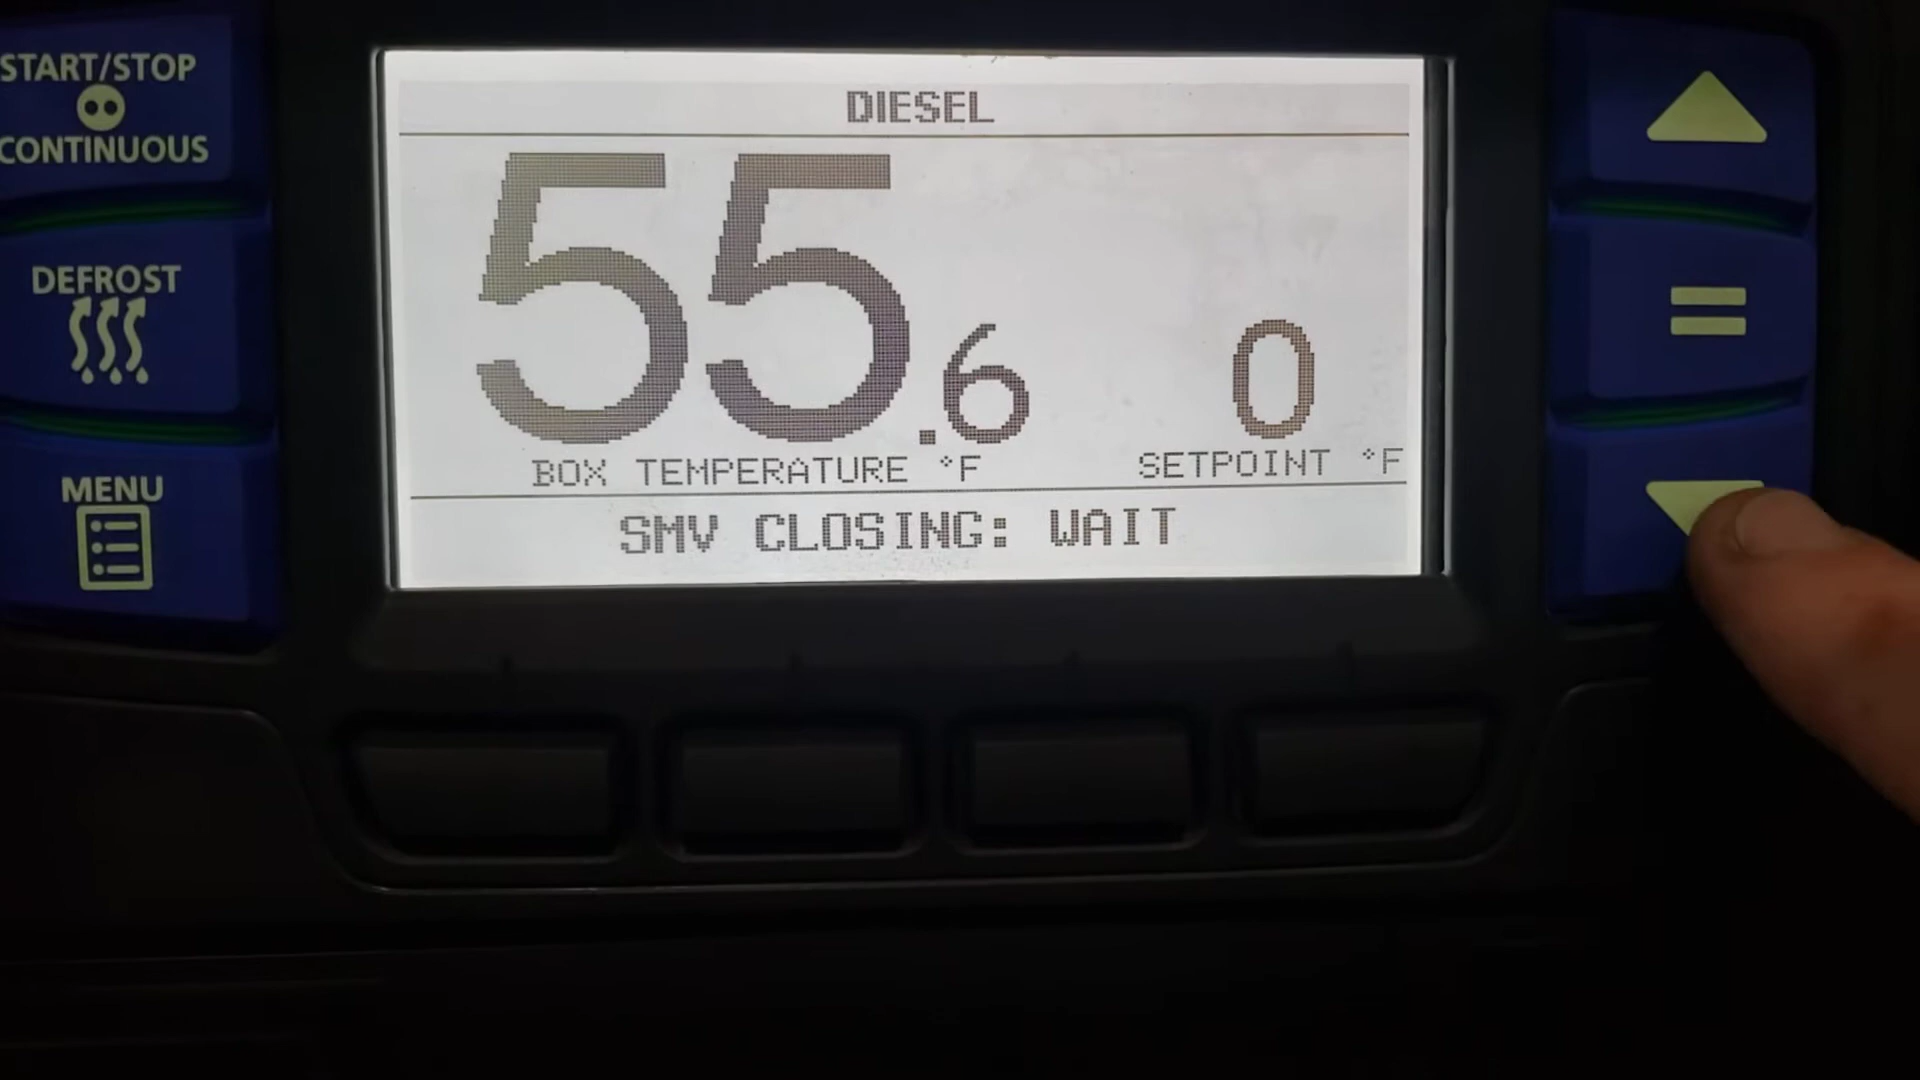 START/STOP
CONTINUOUS
DEFROST
MENU
DIESEL
55.6
0
BOX TEMPERATURE °F
SETPOINT °F
SMV CLOSING: WAIT
=